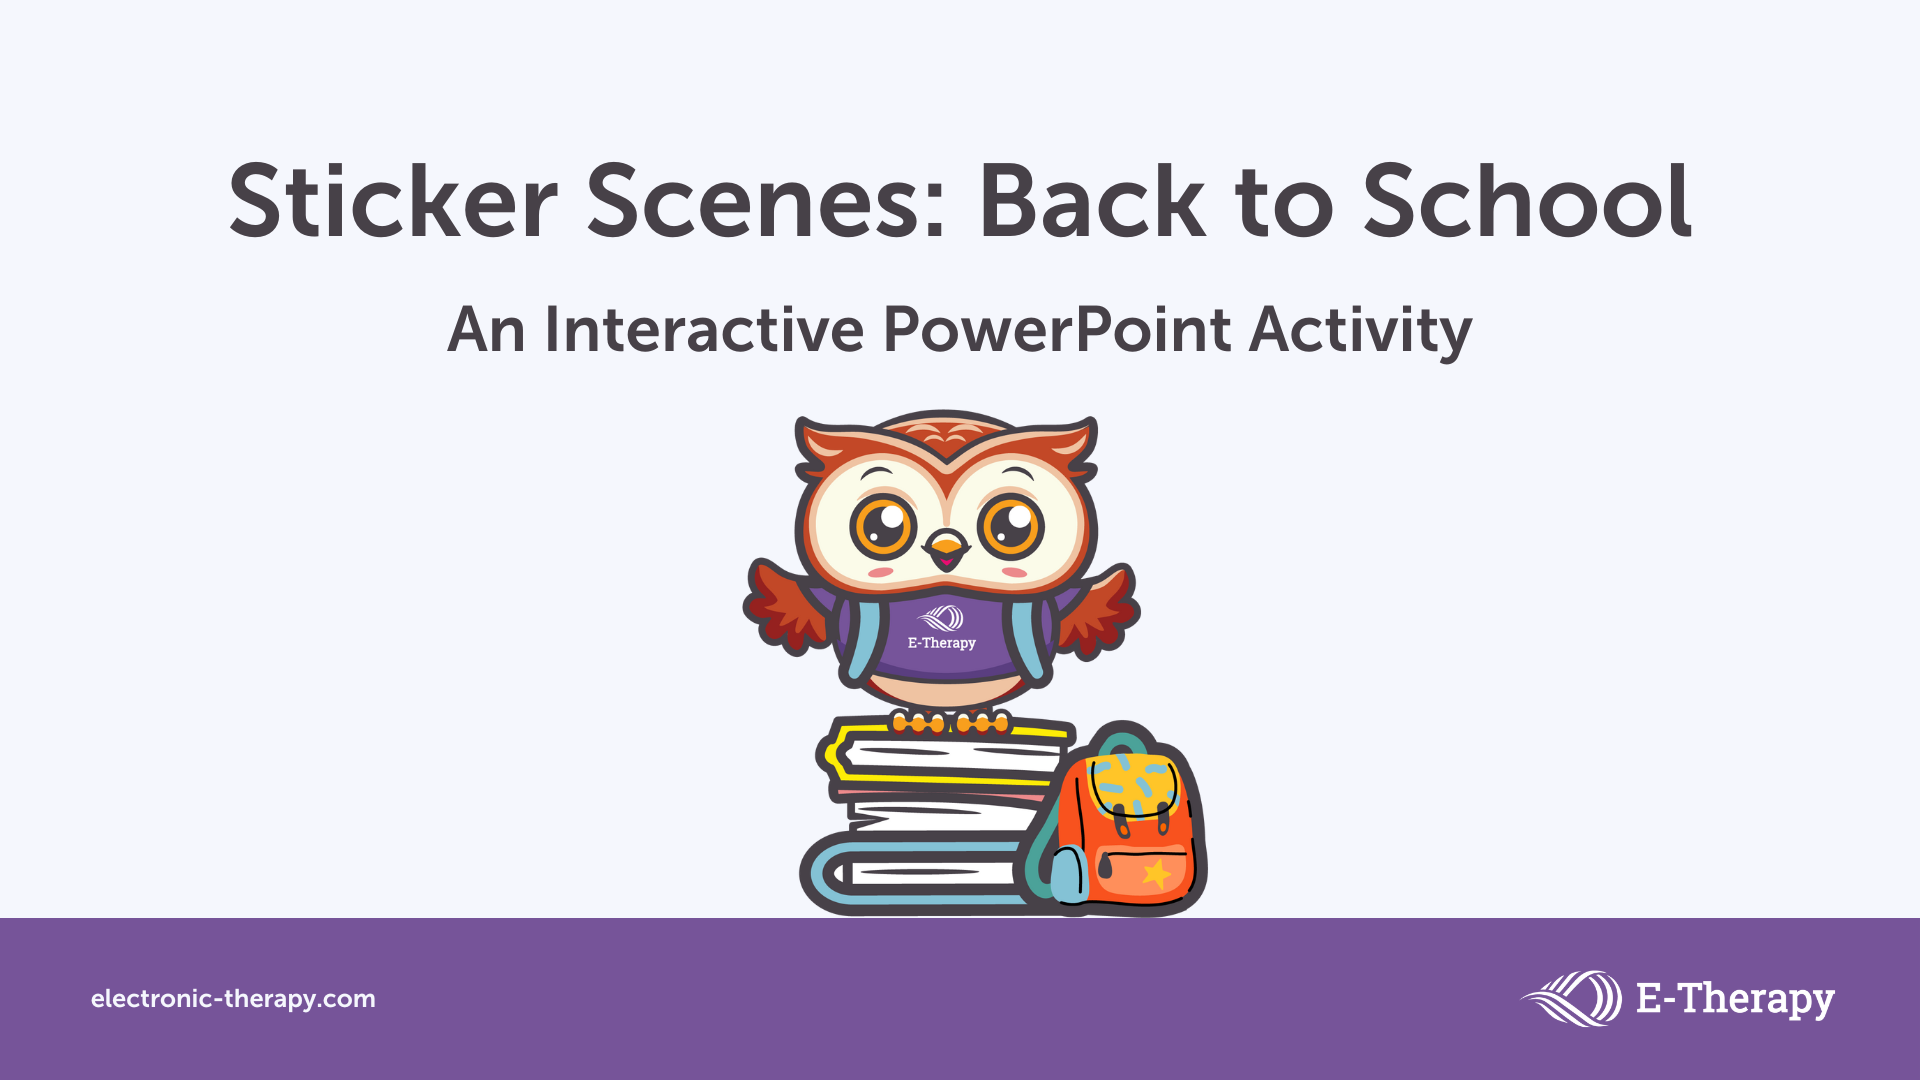 Sticker Scenes: Back to School
An Interactive PowerPoint Activity
E-Therapy
electronic-therapy.com
E-Therapy